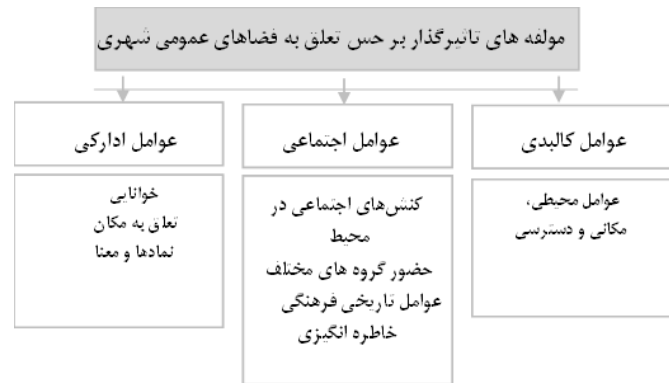 مولفه های تاثیرگذار بر حس تعلق به فضاهای عمومی شهری
عوامل کالبدی
عوامل محیطی،
مکانی و دسترسی
عوامل اجتماعی
کنش‌های اجتماعی در
محیط
حضور گروه های مختلف
عوامل تاریخی فرهنگی
خاطره انگیزی
عوامل ادارکی
خوانایی
تعلق به مکان
نمادها و معنا